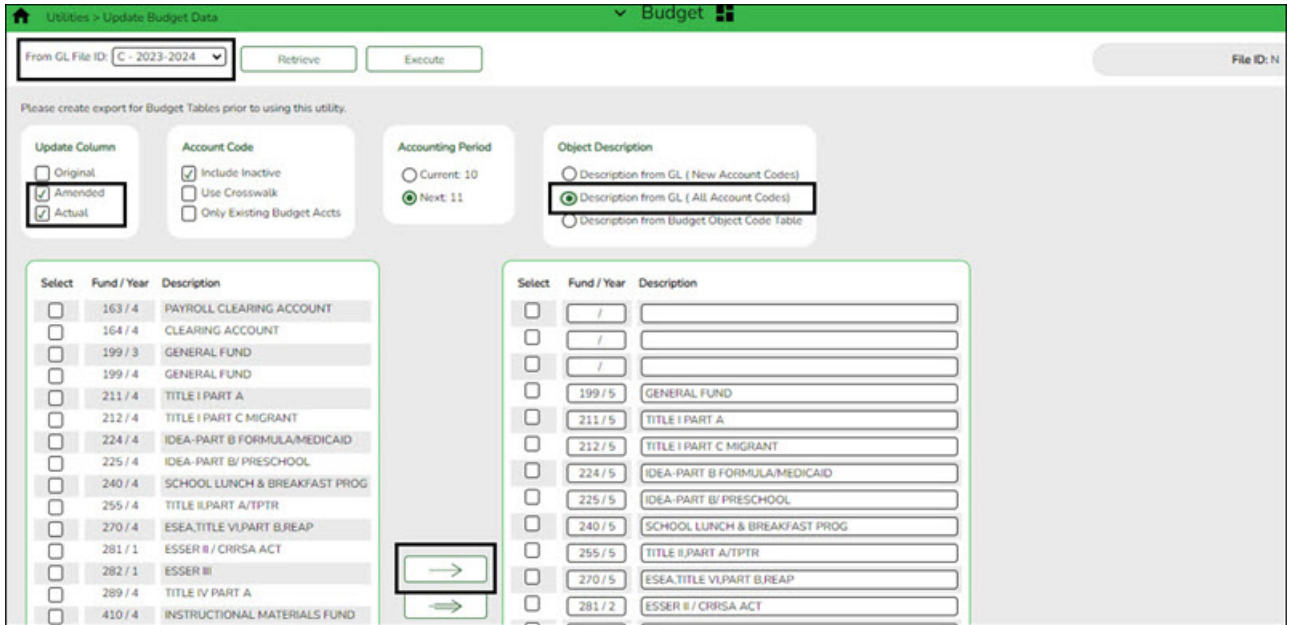 Utilities > Update Budget Data
Budget
From GL File ID: C - 2023-2024
Retrieve
Execute
File ID: N
Please create export for Budget Tables prior to using this utility.
Update Column
Original
Amended
Actual
Account Code
Include Inactive
Use Crosswalk
Only Existing Budget Accts
Accounting Period
Current: 10
Next: 11
Object Description
Description from GL ( New Account Codes)
Description from GL ( All Account Codes)
Description from Budget Object Code Table
Select Fund / Year Description
163 / 4 PAYROLL CLEARING ACCOUNT
164 / 4 CLEARING ACCOUNT
199 / 3 GENERAL FUND
199 / 4 GENERAL FUND
211 / 4 TITLE I PART A
212 / 4 TITLE I PART C MIGRANT
224 / 4 IDEA-PART B FORMULA/MEDICAID
225 / 4 IDEA-PART B/ PRESCHOOL
240 / 4 SCHOOL LUNCH & BREAKFAST PROG
255 / 4 TITLE II,PART A/TPTR
270 / 4 ESEA,TITLE VI,PART B,REAP
281 / 1 ESSER II / CRRSA ACT
282 / 1 ESSER III
289 / 4 TITLE IV PART A
410 / 4 INSTRUCTIONAL MATERIALS FUND
Select Fund / Year Description
/
/
/
199 / 5 GENERAL FUND
211 / 5 TITLE I PART A
212 / 5 TITLE I PART C MIGRANT
224 / 5 IDEA-PART B FORMULA/MEDICAID
225 / 5 IDEA-PART B/ PRESCHOOL
240 / 5 SCHOOL LUNCH & BREAKFAST PROG
255 / 5 TITLE II,PART A/TPTR
270 / 5 ESEA,TITLE VI,PART B,REAP
281 / 2 ESSER II / CRRSA ACT